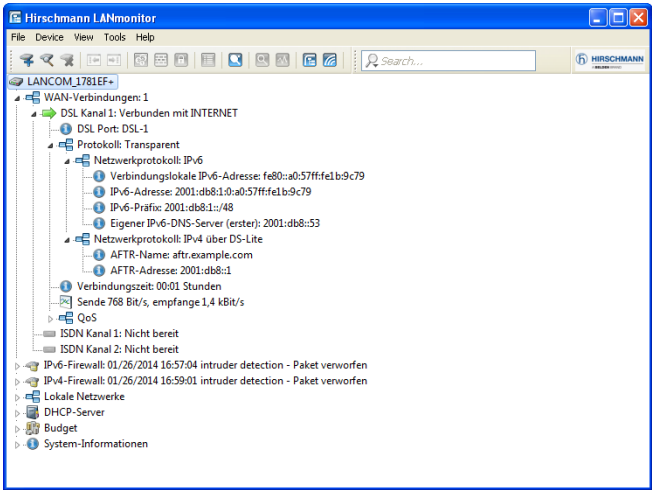 Hirschmann LANmonitor
File Device View Tools Help
Search...
HIRSCHMANN
LANCOM_1781EF+
WAN-Verbindungen: 1
DSL Kanal 1: Verbunden mit INTERNET
DSL Port: DSL-1
Protokoll: Transparent
Netzwerkprotokoll: IPv6
Verbindungslokale IPv6-Adresse: fe80::a0:57ff:fe1b:9c79
IPv6-Adresse: 2001:db8:1:0:a0:57ff:fe1b:9c79
IPv6-Präfix: 2001:db8:1::/48
Eigener IPv6-DNS-Server (erster): 2001:db8::53
Netzwerkprotokoll: IPv4 über DS-Lite
AFTR-Name: aftr.example.com
AFTR-Adresse: 2001:db8::1
Verbindungszeit: 00:01 Stunden
Sende 768 Bit/s, empfange 1,4 kBit/s
QoS
ISDN Kanal 1: Nicht bereit
ISDN Kanal 2: Nicht bereit
IPv6-Firewall: 01/26/2014 16:57:04 intruder detection - Paket verworfen
IPv4-Firewall: 01/26/2014 16:59:01 intruder detection - Paket verworfen
Lokale Netzwerke
DHCP-Server
Budget
System-Informationen